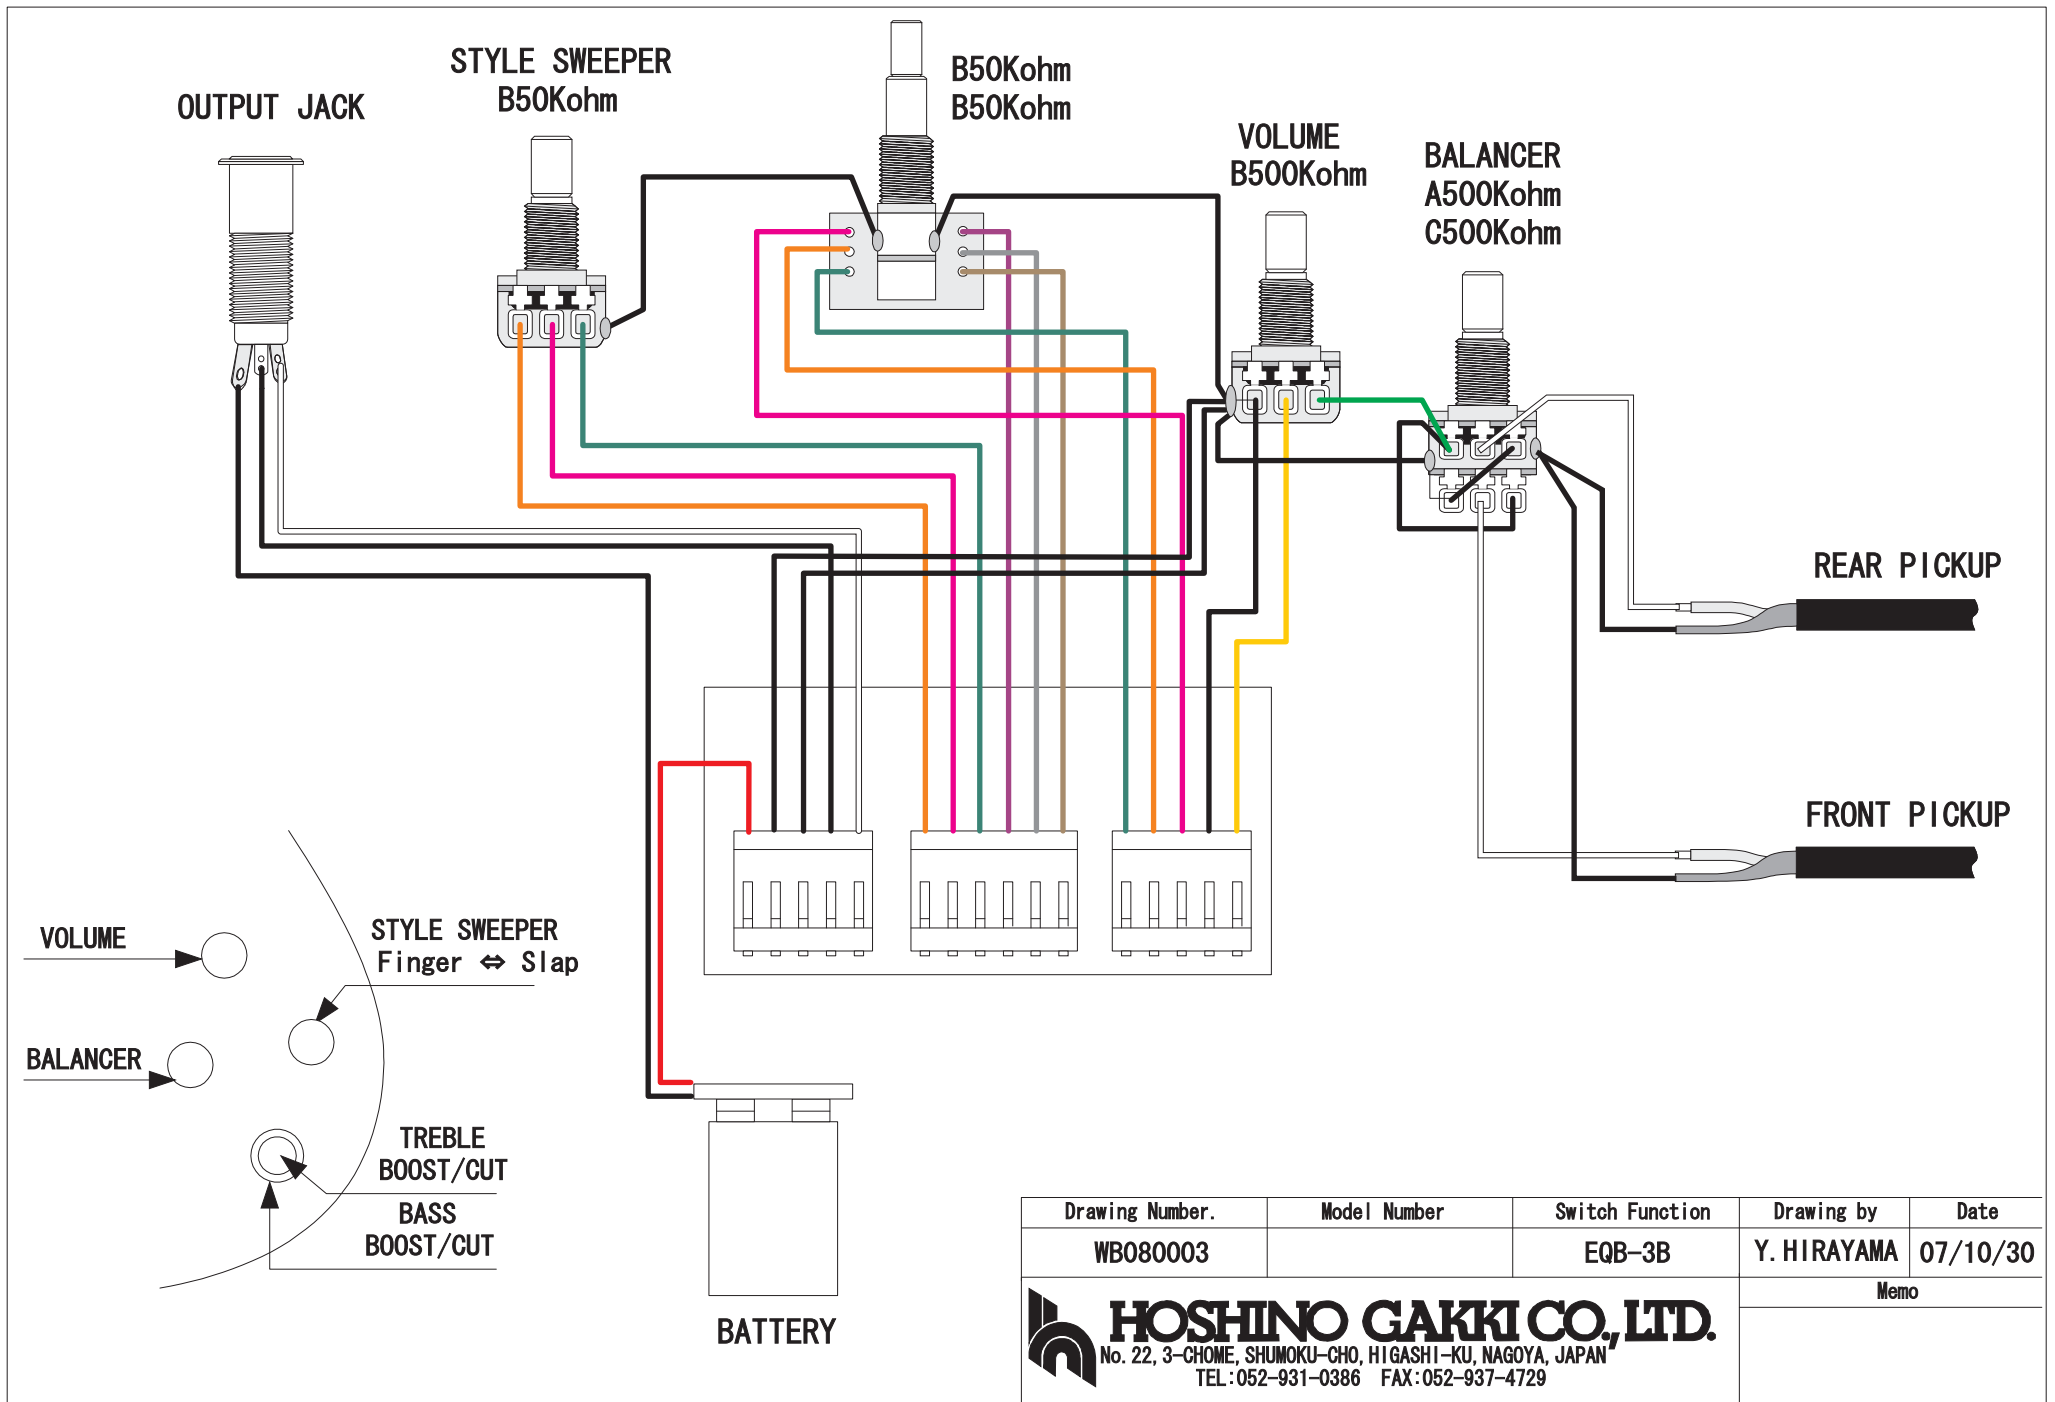 OUTPUT JACK
STYLE SWEEPER
B50Kohm
B50Kohm
B50Kohm
VOLUME
B500Kohm
BALANCER
A500Kohm
C500Kohm
REAR PICKUP
FRONT PICKUP
VOLUME
STYLE SWEEPER
Finger ⇔ Slap
BALANCER
TREBLE
BOOST/CUT
BASS
BOOST/CUT
BATTERY
Drawing Number. Model Number Switch Function Drawing by Date
WB080003 EQB-3B Y.HIRAYAMA 07/10/30
Memo
HOSHINO GAKKI CO., LTD.
No.22, 3-CHOME, SHUMOKU-CHO, HIGASHI-KU, NAGOYA, JAPAN
TEL:052-931-0386 FAX:052-937-4729